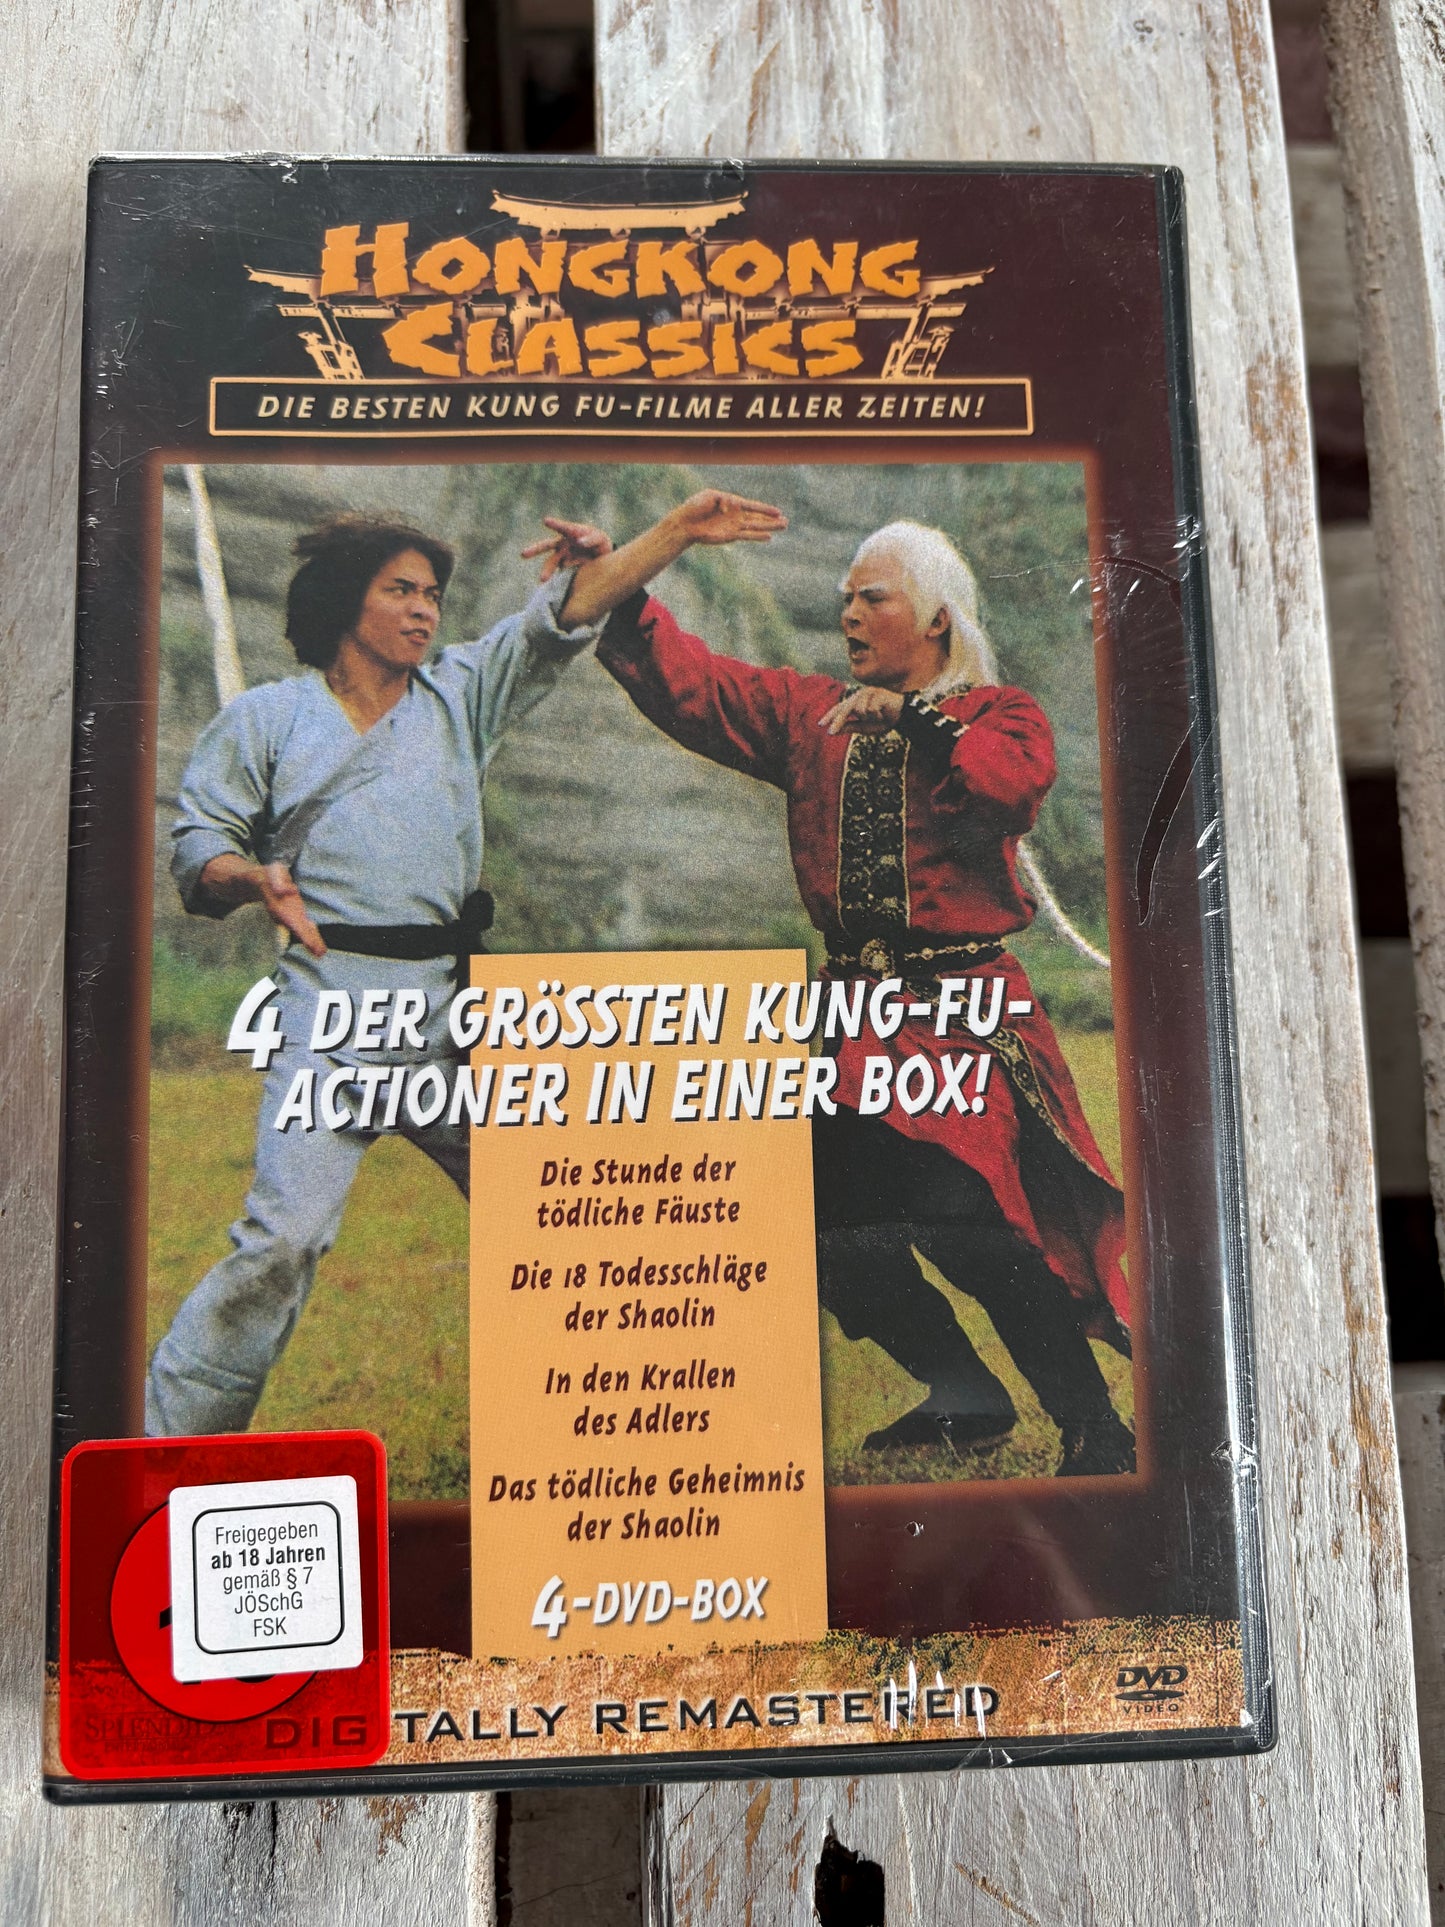 HONGKONG
CLASSICS
DIE BESTEN KUNG FU-FILME ALLER ZEITEN!
4 DER GRÖSSTEN KUNG-FU-
ACTIONER IN EINER BOX!
Die Stunde der
tödliche Fäuste
Die 18 Todesschläge
der Shaolin
In den Krallen
des Adlers
Das tödliche Geheimnis
der Shaolin
4-DVD-BOX
Freigegeben
ab 18 Jahren
gemäß § 7
JÖSchG
FSK
SPLENDID
DIGITALLY REMASTERED
DVD
VIDEO